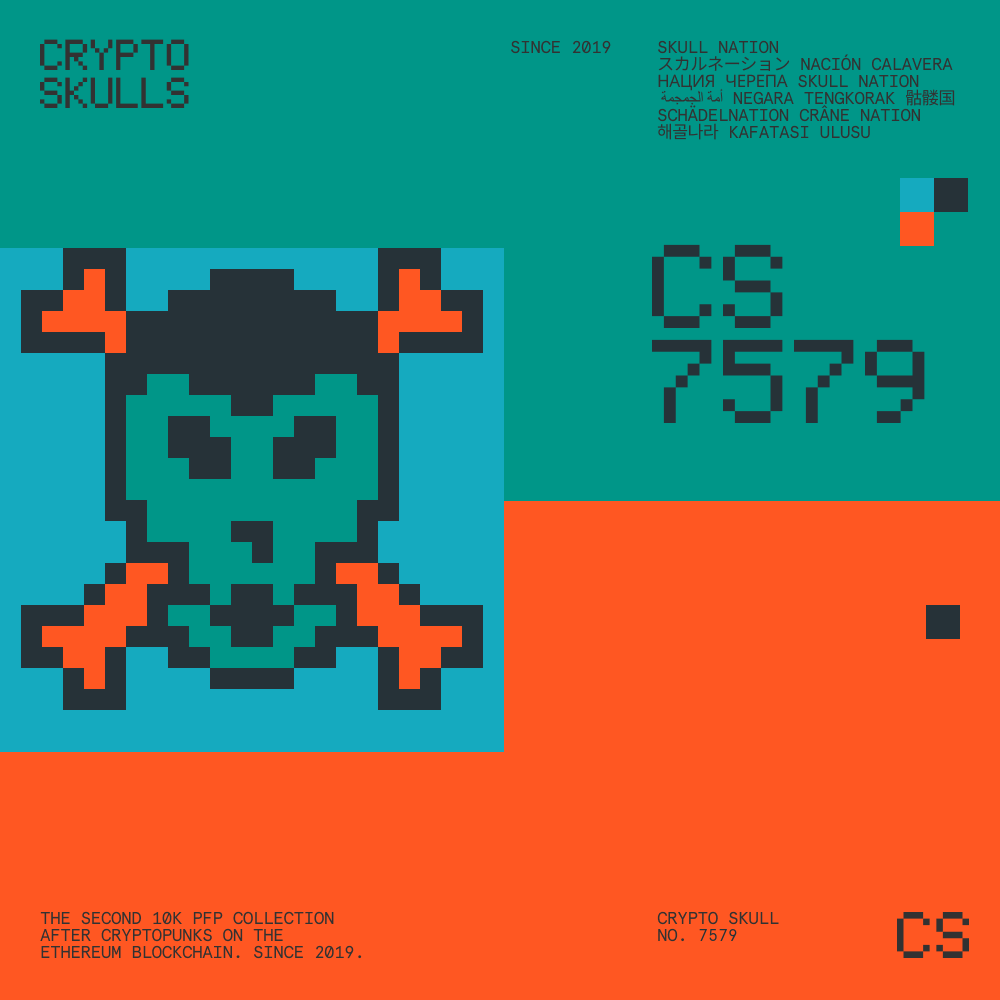 CRYPTO
SKULLS
SINCE 2019
SKULL NATION
スカルネーション NACIÓN CALAVERA
НАЦИЯ ЧЕРЕПА SKULL NATION
أمة الجمجمة NEGARA TENGKORAK 骷髅国
SCHÄDELNATION CRÂNE NATION
해골나라 KAFATASI ULUSU
CS
7579
THE SECOND 10K PFP COLLECTION
AFTER CRYPTOPUNKS ON THE
ETHEREUM BLOCKCHAIN. SINCE 2019.
CRYPTO SKULL
NO. 7579
CS